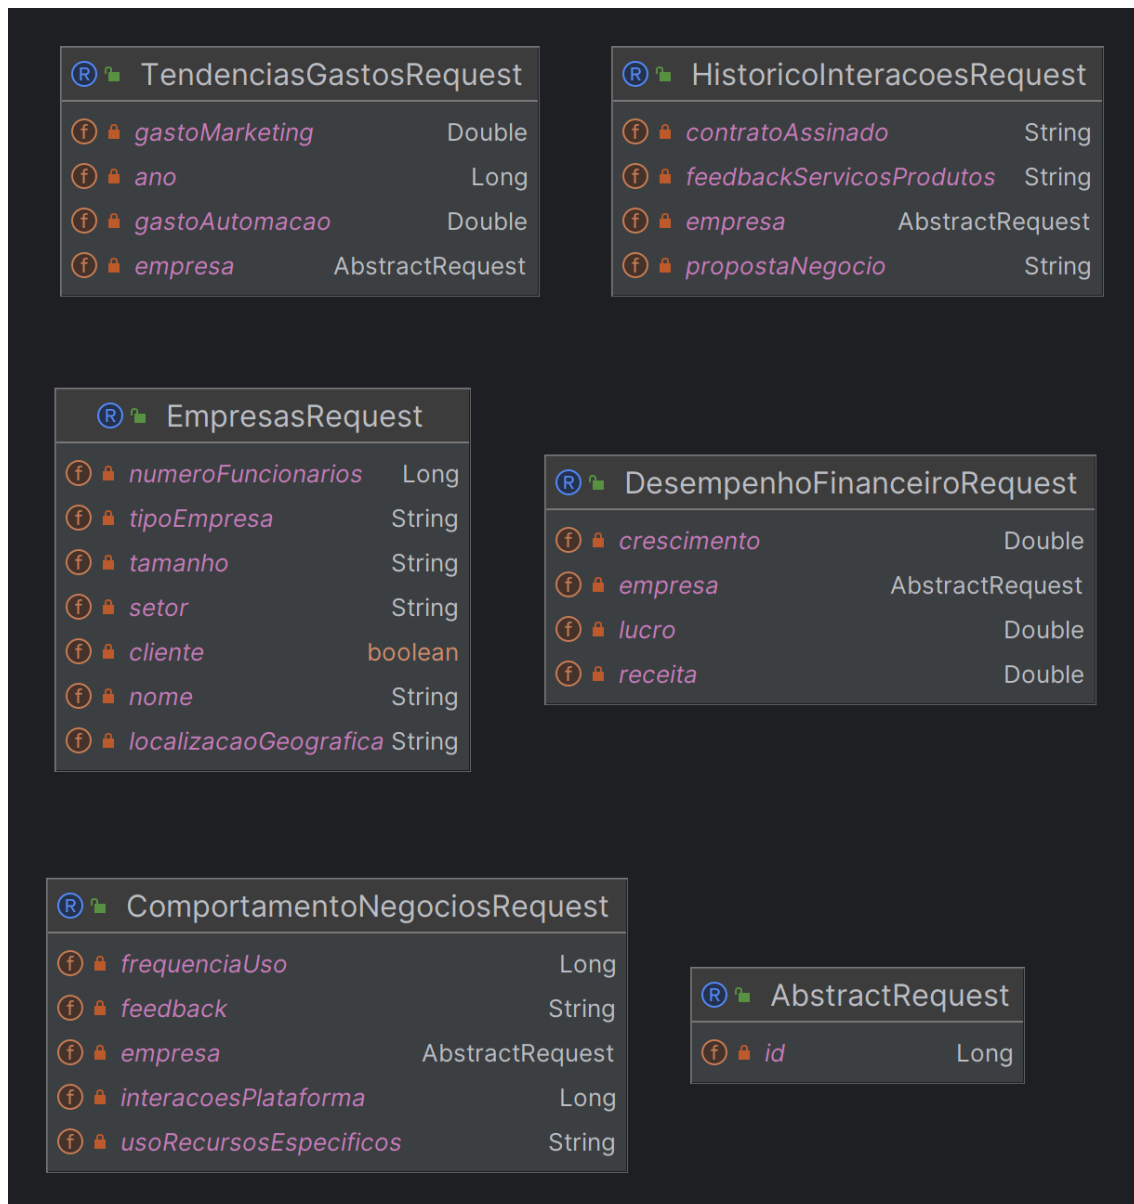 TendenciasGastosRequest
gastoMarketing Double
ano Long
gastoAutomacao Double
empresa AbstractRequest
HistoricoInteracoesRequest
contratoAssinado String
feedbackServicosProdutos String
empresa AbstractRequest
propostaNegocio String
EmpresasRequest
numeroFuncionarios Long
tipoEmpresa String
tamanho String
setor String
cliente boolean
nome String
localizacaoGeografica String
DesempenhoFinanceiroRequest
crescimento Double
empresa AbstractRequest
lucro Double
receita Double
ComportamentoNegociosRequest
frequenciaUso Long
feedback String
empresa AbstractRequest
interacoesPlataforma Long
usoRecursosEspecificos String
AbstractRequest
id Long